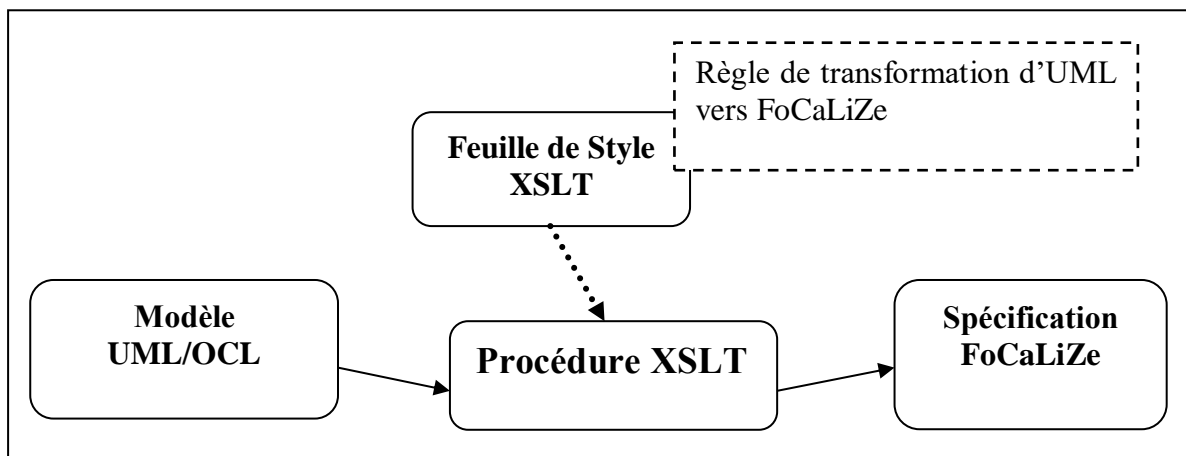 Règle de transformation d'UML
vers FoCaLiZe
Feuille de Style
XSLT
Modèle
UML/OCL
Procédure XSLT
Spécification
FoCaLiZe